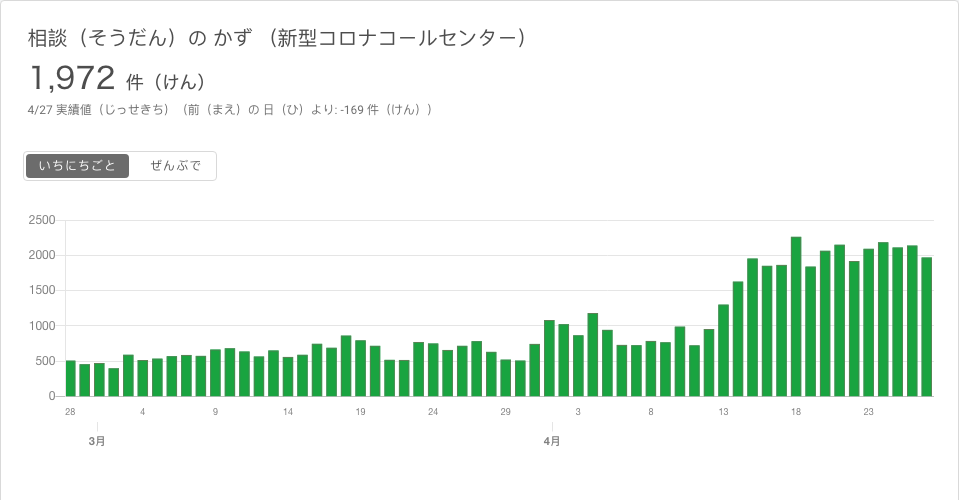 相談（そうだん）の かず （新型コロナコールセンター）
1,972 件（けん）
4/27 実績値（じっせきち）（前（まえ）の 日（ひ）より: -169 件（けん））
いちにちごと ぜんぶで
2500
2000
1500
1000
500
0
28 4 9 14 19 24 29 3 8 13 18 23
3月 4月